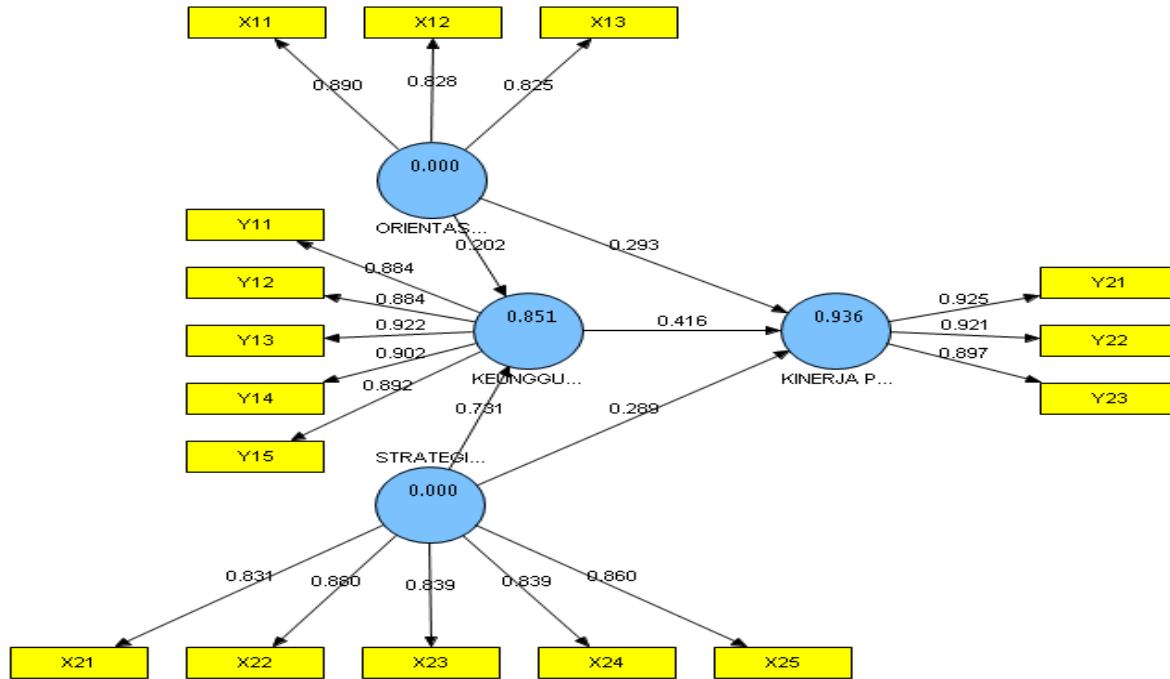 X11
X12
X13
0.890
0.828
0.825
0.000
ORIENTAS...
0.202
0.293
Y11
Y12
Y13
Y14
Y15
0.884
0.884
0.922
0.902
0.892
0.851
KEUNGGU...
0.416
0.936
KINERJA P...
0.925
0.921
0.897
Y21
Y22
Y23
0.731
0.289
STRATEGI...
0.000
0.831
0.880
0.839
0.839
0.860
X21
X22
X23
X24
X25